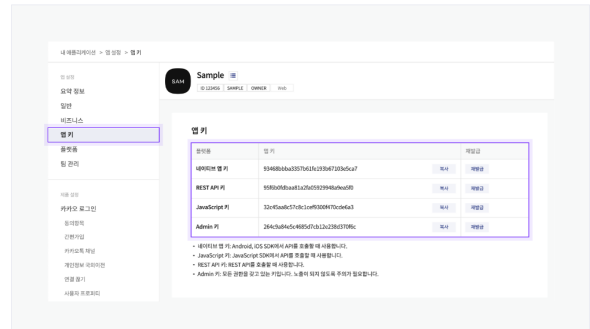 내 애플리케이션 > 앱 설정 > 앱 키
앱 설정
요약 정보
일반
비즈니스
앱 키
플랫폼
팀 관리
제품 설정
카카오 로그인
동의항목
간편가입
카카오톡 채널
개인정보 국외이전
연결 끊기
사용자 프로퍼티
SAM
Sample
ID 123456 SAMPLE OWNER Web
앱 키
플랫폼 앱 키 재발급
네이티브 앱 키 93468bbba3357b61fc193b67103e5ca7 복사 재발급
REST API 키 95f6b0fdbaa81a2fa05929948a9ea5f8 복사 재발급
JavaScript 키 32c45aa8c57c8c1cef9300f470cde6a3 복사 재발급
Admin 키 264c9a84e5c4685d7cb12e238d370f6c 복사 재발급
• 네이티브 앱 키: Android, iOS SDK에서 API를 호출할 때 사용합니다.
• JavaScript 키: JavaScript SDK에서 API를 호출할 때 사용합니다.
• REST API 키: REST API를 호출할 때 사용합니다.
• Admin 키: 모든 권한을 갖고 있는 키입니다. 노출이 되지 않도록 주의가 필요합니다.